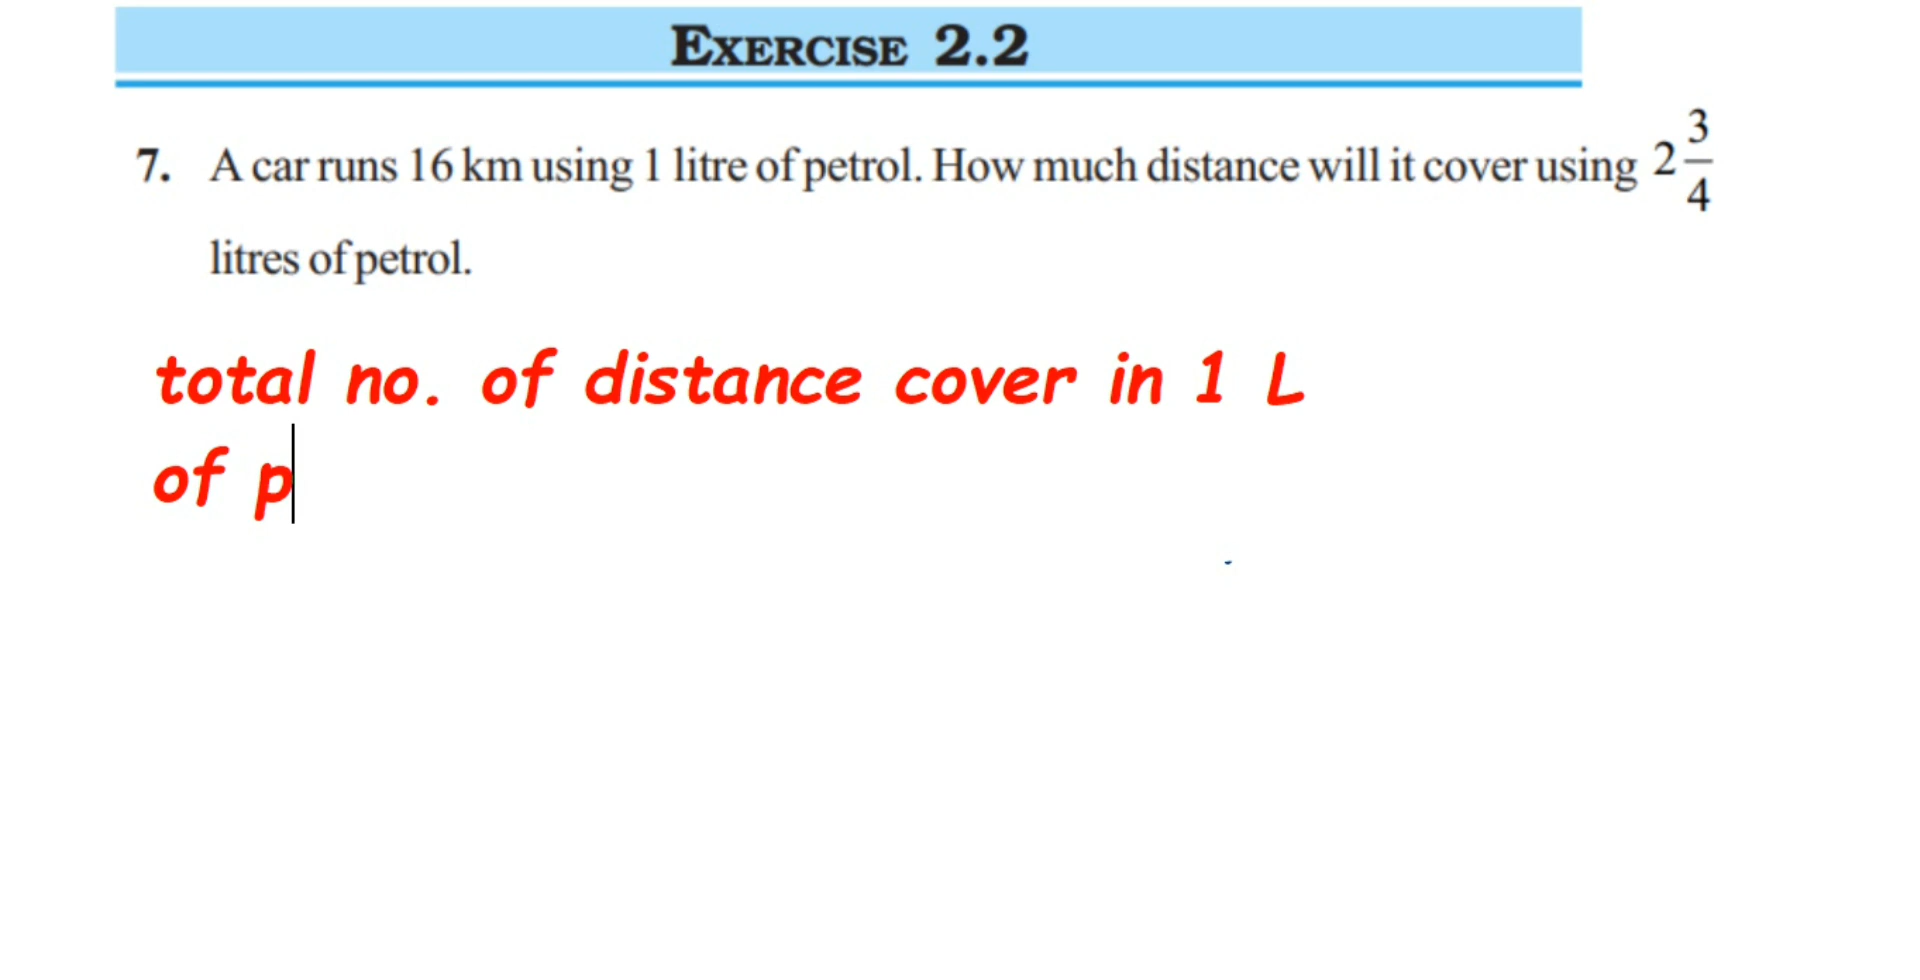 EXERCISE 2.2
7. A car runs 16 km using 1 litre of petrol. How much distance will it cover using 2 3/4
litres of petrol.
total no. of distance cover in 1 L
of p